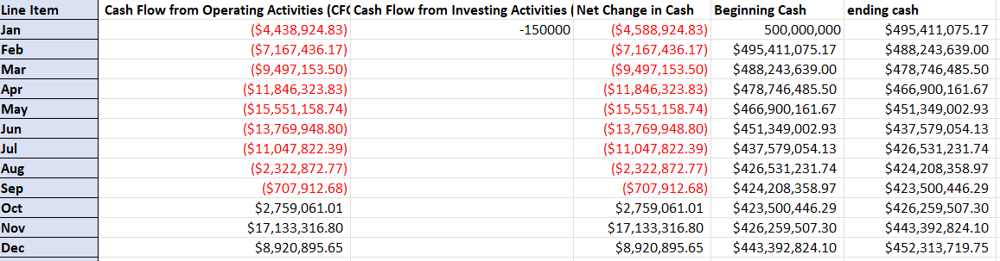 Line Item Cash Flow from Operating Activities (CF Cash Flow from Investing Activities ( Net Change in Cash Beginning Cash ending cash
Jan ($4,438,924.83) -150000 ($4,588,924.83) 500,000,000 $495,411,075.17
Feb ($7,167,436.17) ($7,167,436.17) $495,411,075.17 $488,243,639.00
Mar ($9,497,153.50) ($9,497,153.50) $488,243,639.00 $478,746,485.50
Apr ($11,846,323.83) ($11,846,323.83) $478,746,485.50 $466,900,161.67
May ($15,551,158.74) ($15,551,158.74) $466,900,161.67 $451,349,002.93
Jun ($13,769,948.80) ($13,769,948.80) $451,349,002.93 $437,579,054.13
Jul ($11,047,822.39) ($11,047,822.39) $437,579,054.13 $426,531,231.74
Aug ($2,322,872.77) ($2,322,872.77) $426,531,231.74 $424,208,358.97
Sep ($707,912.68) ($707,912.68) $424,208,358.97 $423,500,446.29
Oct $2,759,061.01 $2,759,061.01 $423,500,446.29 $426,259,507.30
Nov $17,133,316.80 $17,133,316.80 $426,259,507.30 $443,392,824.10
Dec $8,920,895.65 $8,920,895.65 $443,392,824.10 $452,313,719.75